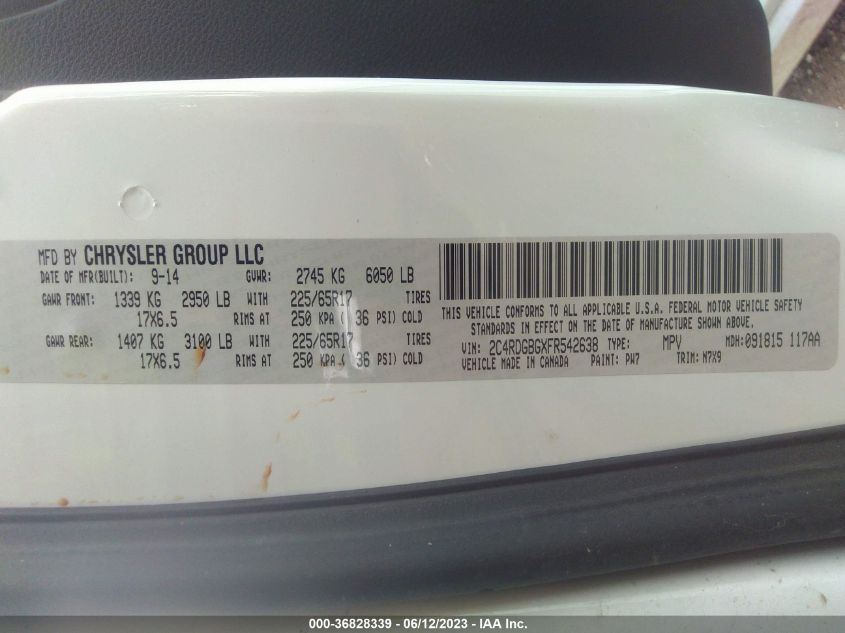 MFD BY CHRYSLER GROUP LLC
DATE OF MFR(BUILT): 9-14 GVWR: 2745 KG 6050 LB
GAWR FRONT: 1339 KG 2950 LB WITH 225/65R17 TIRES
17X6.5 RIMS AT 250 KPA ( 36 PSI) COLD
GAWR REAR: 1407 KG 3100 LB WITH 225/65R17 TIRES
17X6.5 RIMS AT 250 KPA ( 36 PSI) COLD
THIS VEHICLE CONFORMS TO ALL APPLICABLE U.S.A. FEDERAL MOTOR VEHICLE SAFETY
STANDARDS IN EFFECT ON THE DATE OF MANUFACTURE SHOWN ABOVE.
VIN: 2C4RDGBGXFR542638 TYPE: MPV MDH:091815 117AA
VEHICLE MADE IN CANADA PAINT: PW7 TRIM: M7X9
000-36828339 - 06/12/2023 - IAA Inc.